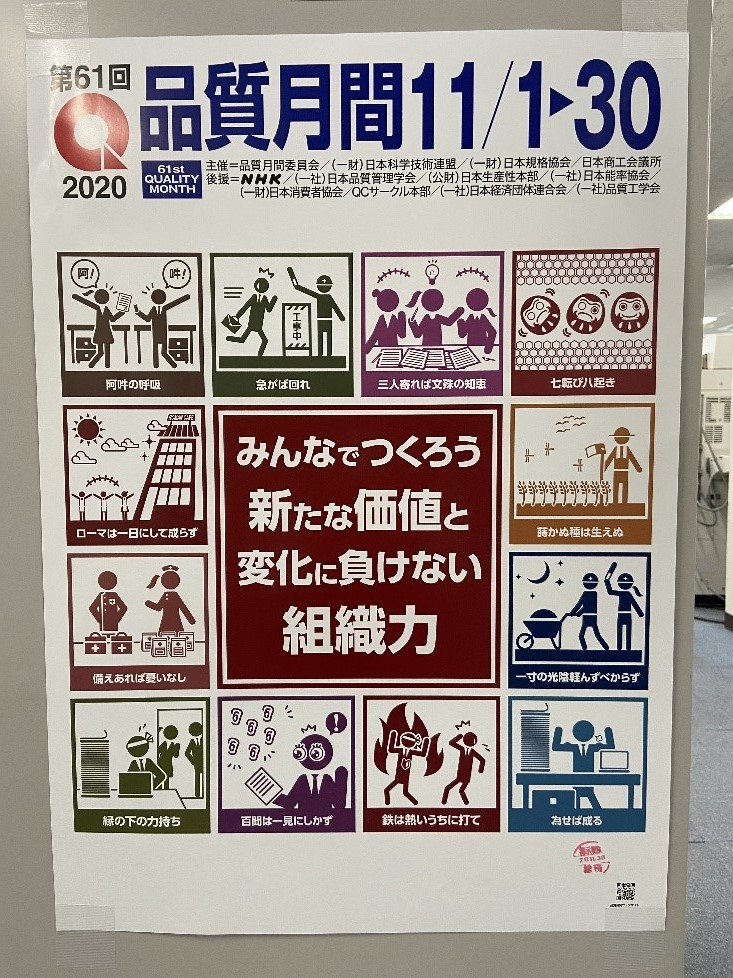 第61回
2020
品質月間11/1▶30
61st
QUALITY
MONTH
主催＝品質月間委員会／(一財)日本科学技術連盟／(一財)日本規格協会／日本商工会議所
後援＝NHK／(一社)日本品質管理学会／(公財)日本生産性本部／(一社)日本能率協会／
(一財)日本消費者協会／QCサークル本部／(一社)日本経済団体連合会／(一社)品質工学会
阿!
吽!
阿吽の呼吸
工事中
急がば回れ
三人寄れば文殊の知恵
七転び八起き
ローマは一日にして成らず
みんなでつくろう
新たな価値と
変化に負けない
組織力
蒔かぬ種は生えぬ
備えあれば憂いなし
一寸の光陰軽んずべからず
縁の下の力持ち
百聞は一見にしかず
鉄は熱いうちに打て
為せば成る